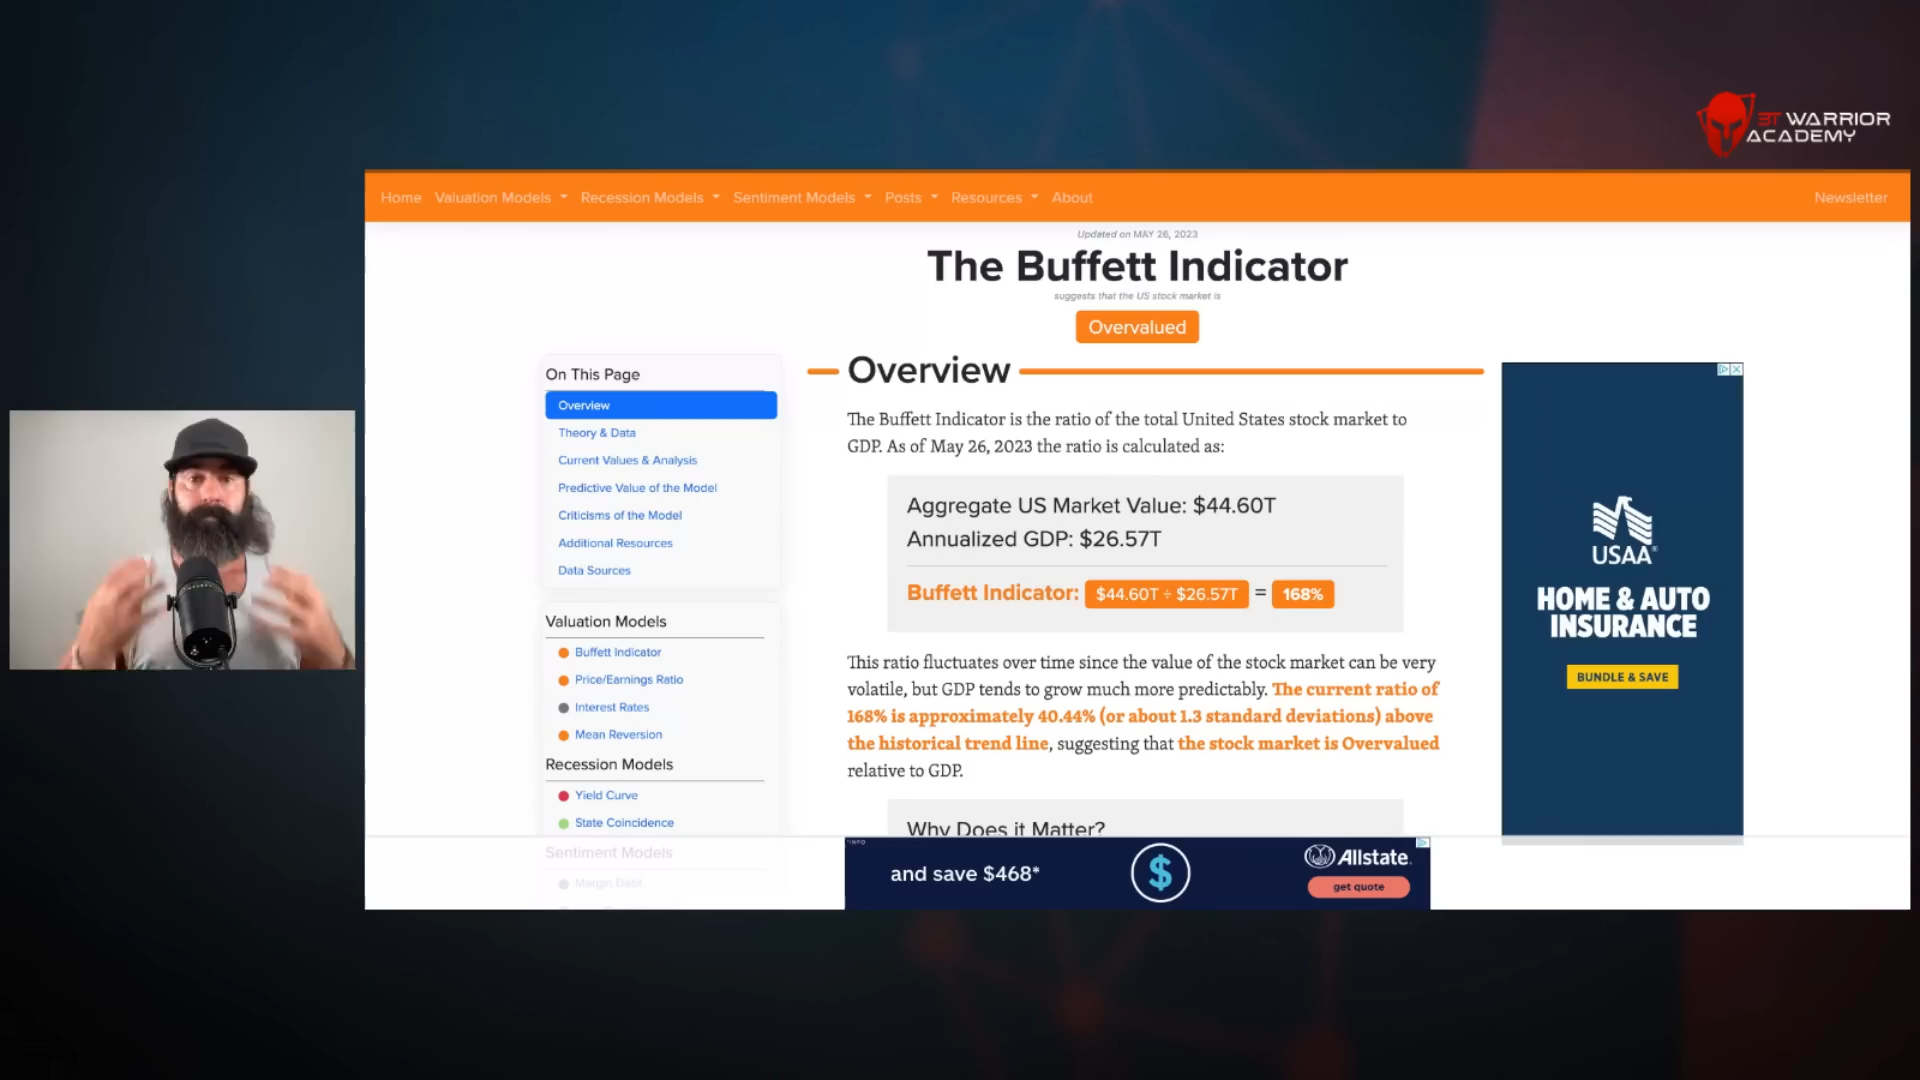 3T WARRIOR
ACADEMY
Home Valuation Models Recession Models Sentiment Models Posts Resources About Newsletter
Updated on MAY 26, 2023
The Buffett Indicator
suggests that the US stock market is
Overvalued
On This Page
Overview
Theory & Data
Current Values & Analysis
Predictive Value of the Model
Criticisms of the Model
Additional Resources
Data Sources
Valuation Models
Buffett Indicator
Price/Earnings Ratio
Interest Rates
Mean Reversion
Recession Models
Yield Curve
State Coincidence
Sentiment Models
Margin Debt
Overview
The Buffett Indicator is the ratio of the total United States stock market to
GDP. As of May 26, 2023 the ratio is calculated as:
Aggregate US Market Value: $44.60T
Annualized GDP: $26.57T
Buffett Indicator: $44.60T ÷ $26.57T = 168%
This ratio fluctuates over time since the value of the stock market can be very
volatile, but GDP tends to grow much more predictably. The current ratio of
168% is approximately 40.44% (or about 1.3 standard deviations) above
the historical trend line, suggesting that the stock market is Overvalued
relative to GDP.
Why Does it Matter?
USAA
HOME & AUTO
INSURANCE
BUNDLE & SAVE
*INFO
and save $468*
$
Allstate
get quote